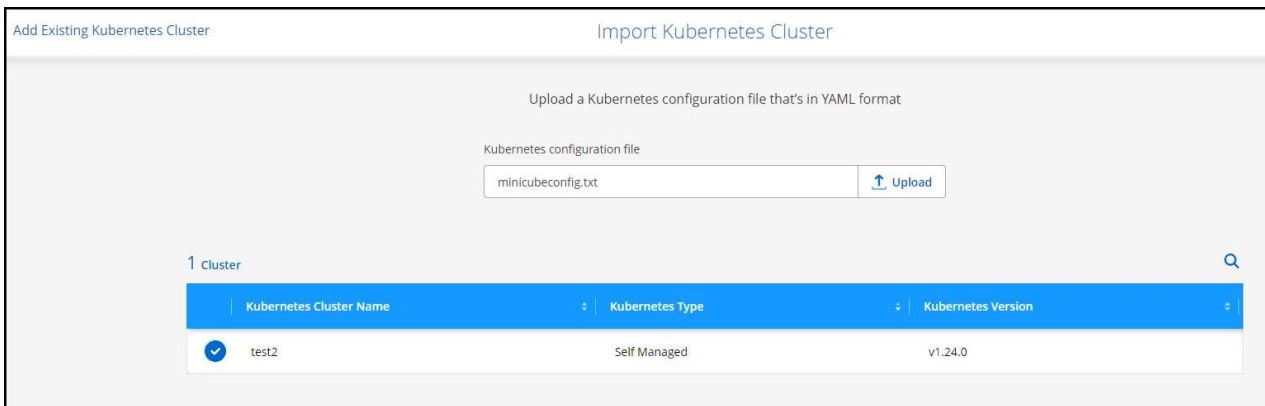 Add Existing Kubernetes Cluster
Import Kubernetes Cluster
Upload a Kubernetes configuration file that's in YAML format
Kubernetes configuration file
minicubeconfig.txt
Upload
1 Cluster
Kubernetes Cluster Name Kubernetes Type Kubernetes Version
test2 Self Managed v1.24.0